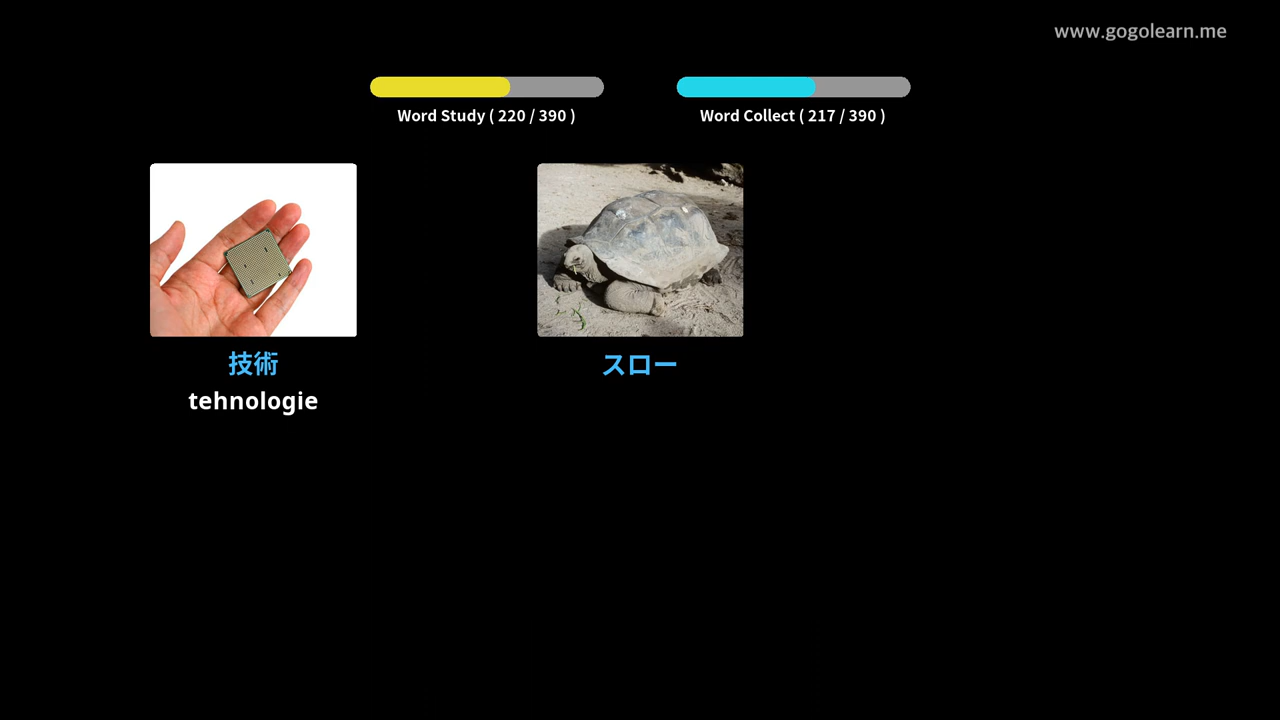 www.gogolearn.me
Word Study ( 220 / 390 )
Word Collect ( 217 / 390 )
技術
tehnologie
スロー